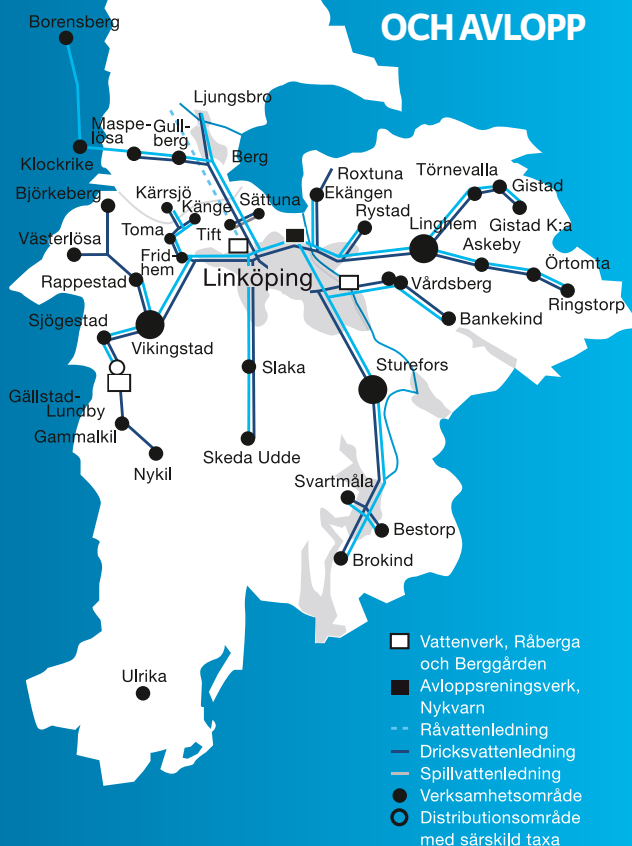 OCH AVLOPP
Borensberg
Ljungsbro
Maspe-
lösa
Gull-
berg
Klockrike
Berg
Roxtuna
Törnevalla
Björkeberg
Kärrsjö
Kånge
Sättuna
Ekängen
Gistad
Rystad
Linghem
Gistad K:a
Toma
Tift
Askeby
Västerlösa
Frid-
hem
Örtomta
Rappestad
Linköping
Vårdsberg
Ringstorp
Sjögestad
Bankekind
Vikingstad
Slaka
Sturefors
Gällstad-
Lundby
Gammalkil
Skeda Udde
Nykil
Svartmåla
Bestorp
Brokind
Ulrika
Vattenverk, Råberga
och Berggården
Avloppsreningsverk,
Nykvarn
Råvattenledning
Dricksvattenledning
Spillvattenledning
Verksamhetsområde
Distributionsområde
med särskild taxa